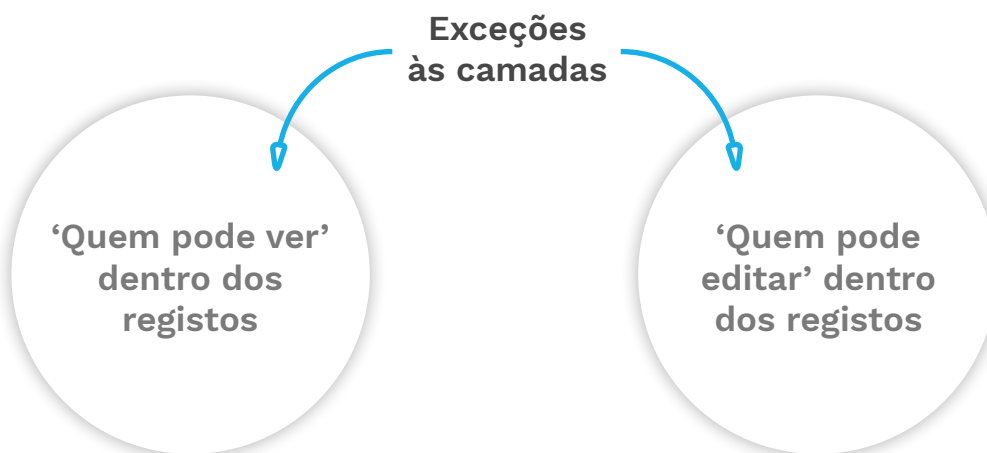 Exceções
às camadas
‘Quem pode ver’
dentro dos
registos
‘Quem pode
editar’ dentro
dos registos